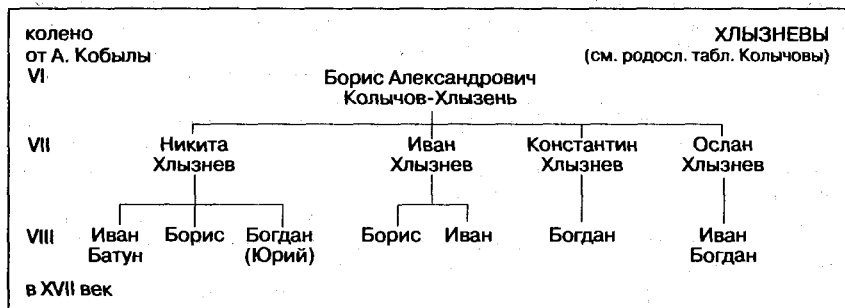 колено ХЛЫЗНЕВЫ
от А. Кобылы (см. родосл. табл. Колычовы)
VI Борис Александрович
Колычов-Хлызень
VII Никита Иван Константин Ослан
Хлызнев Хлызнев Хлызнев Хлызнев
VIII Иван Борис Богдан Борис Иван Богдан Иван
Батун (Юрий) Богдан
в XVII век